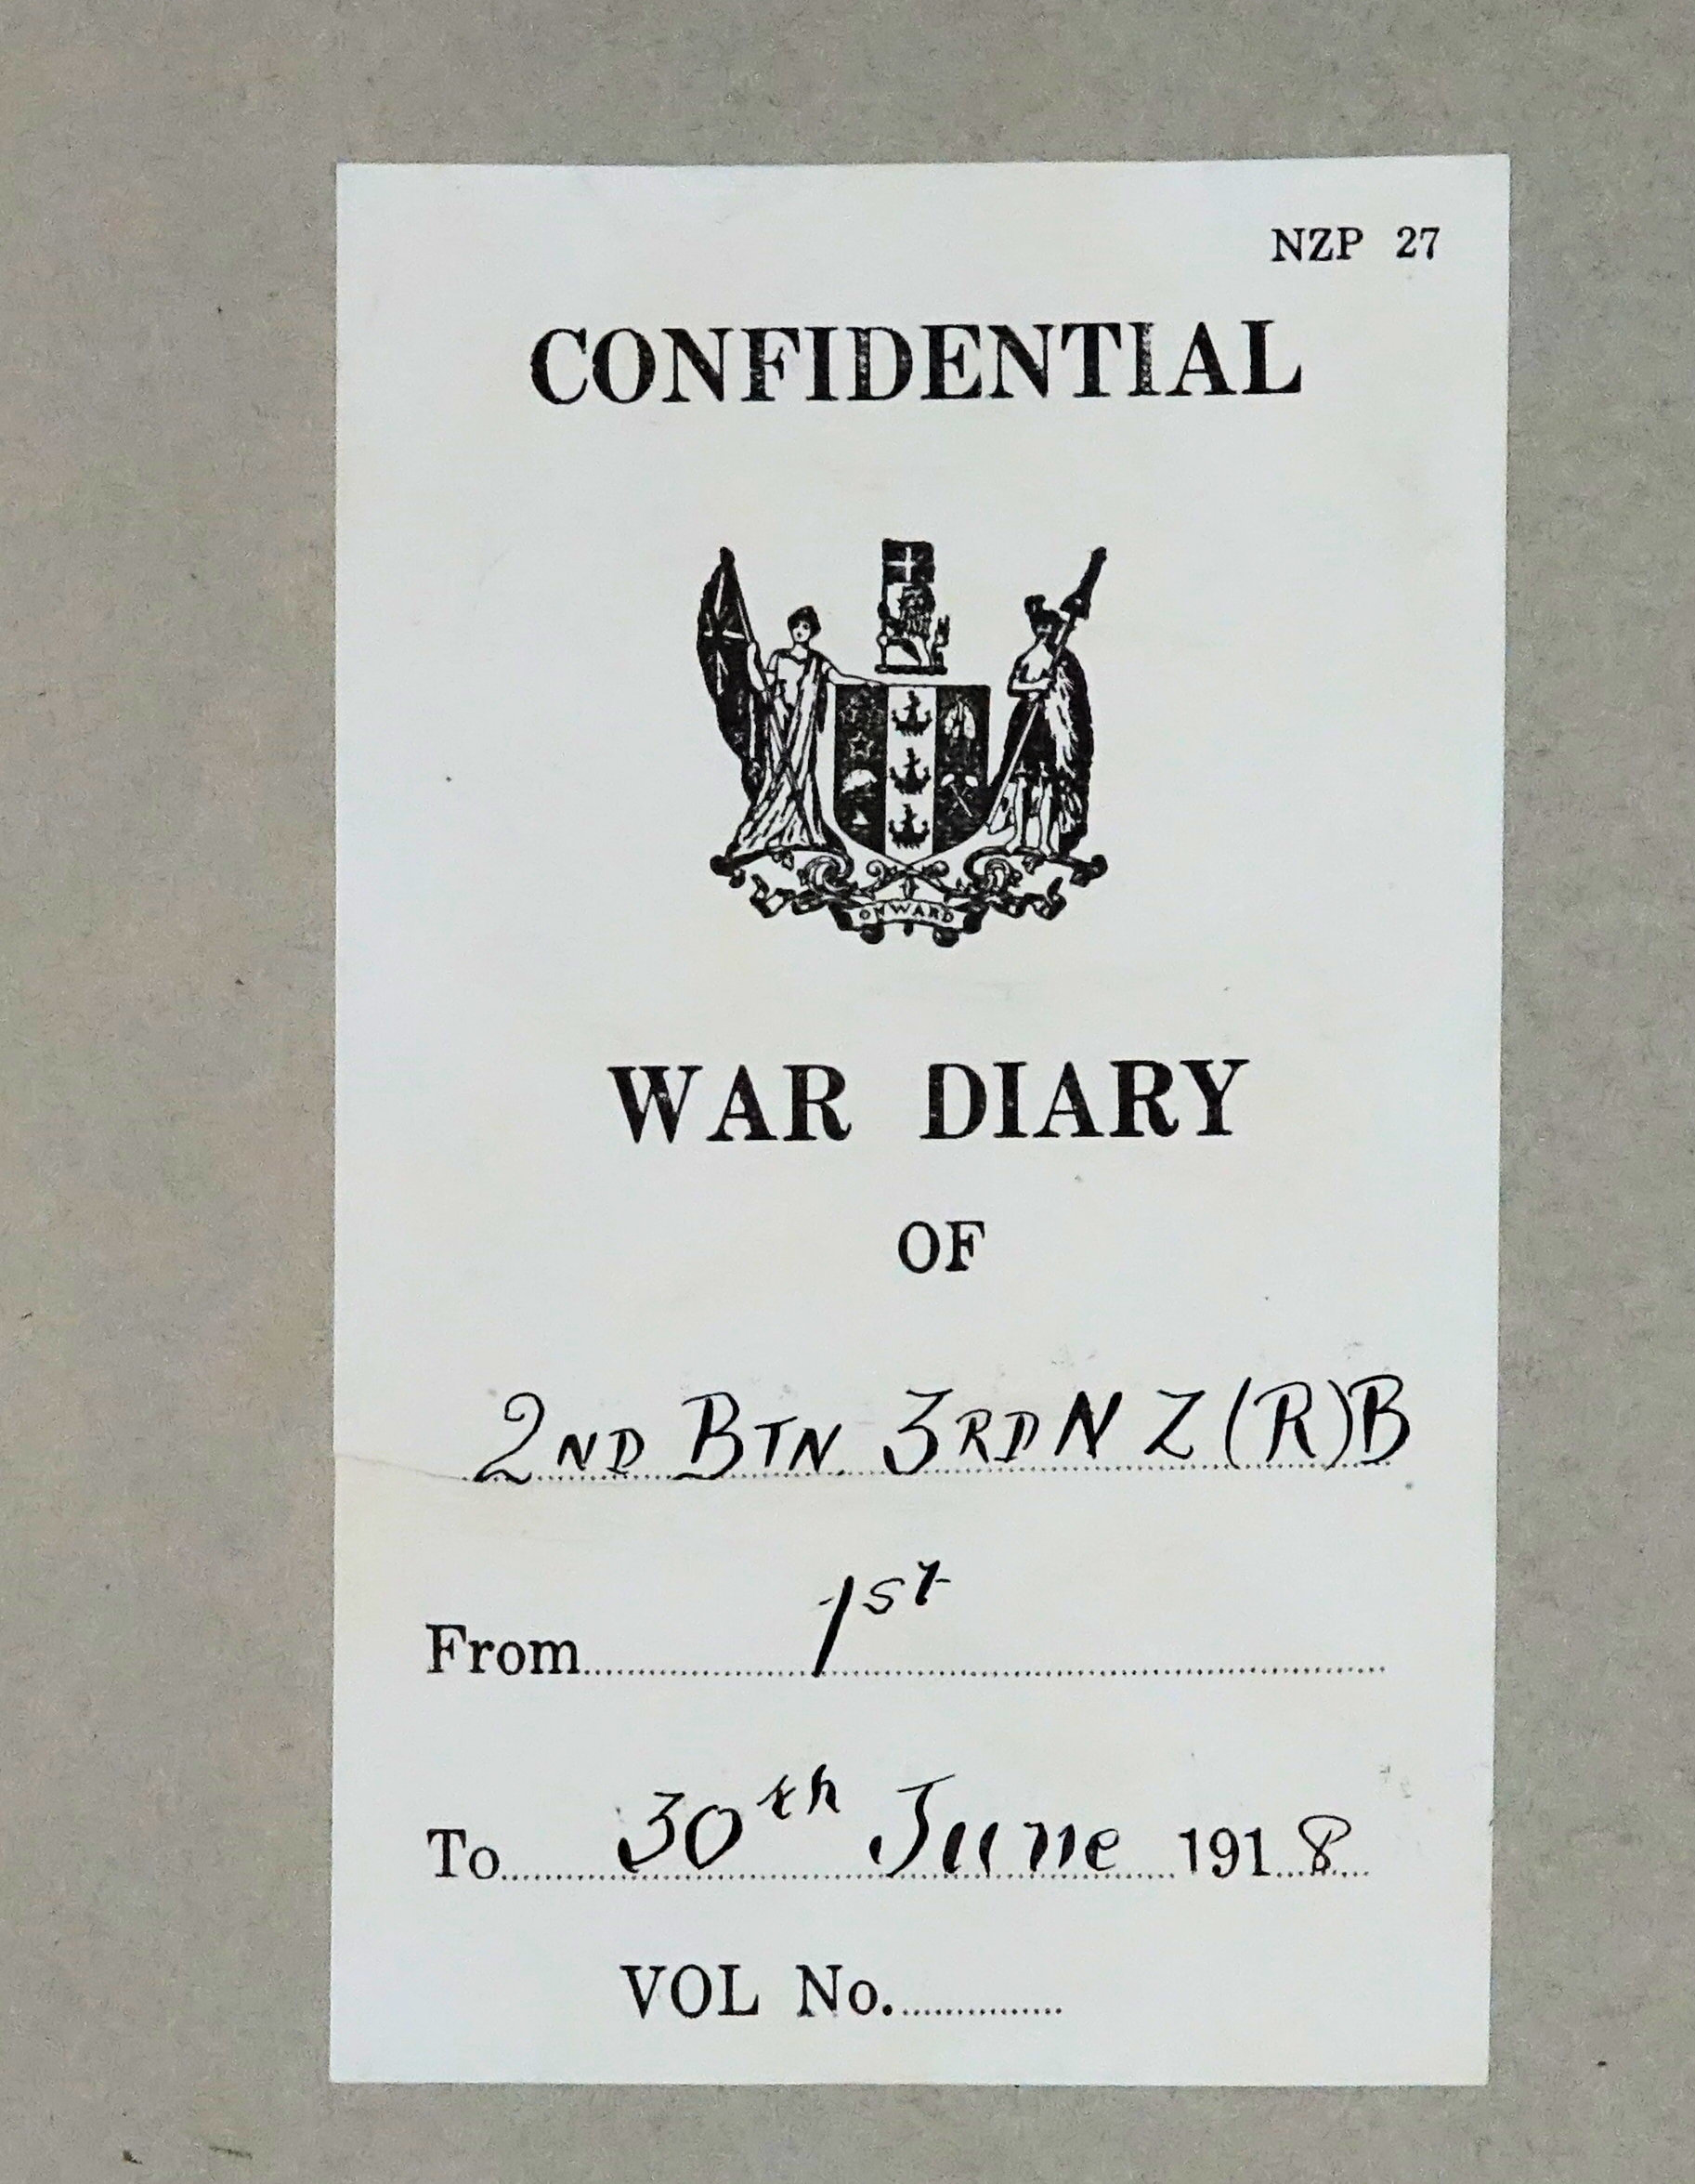 NZP 27
CONFIDENTIAL
ONWARD
WAR DIARY
OF
2ND BTN. 3RD N Z (R) B
From 1st
To 30th June 1918
VOL No.